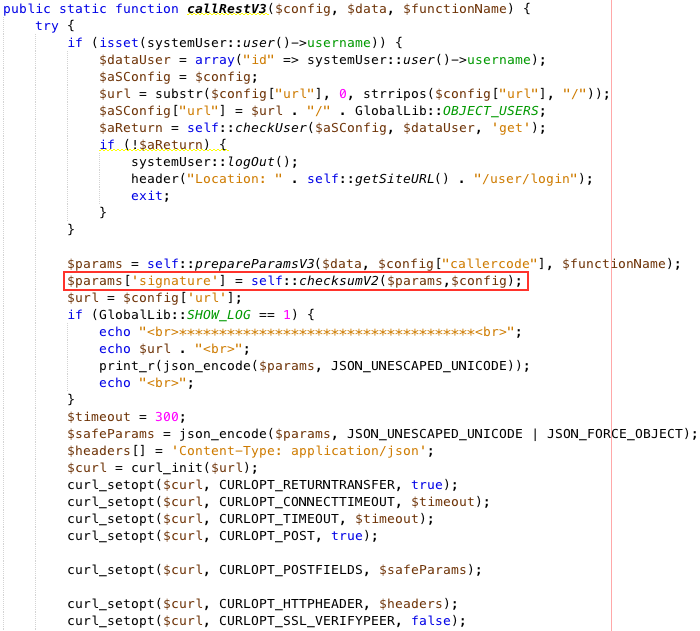 public static function callRestV3($config, $data, $functionName) {
try {
if (isset(systemUser::user()->username)) {
$dataUser = array("id" => systemUser::user()->username);
$aSConfig = $config;
$url = substr($config["url"], 0, strripos($config["url"], "/"));
$aSConfig["url"] = $url . "/" . GlobalLib::OBJECT_USERS;
$aReturn = self::checkUser($aSConfig, $dataUser, 'get');
if (!$aReturn) {
systemUser::logOut();
header("Location: " . self::getSiteURL() . "/user/login");
exit;
}
}
$params = self::prepareParamsV3($data, $config["callercode"], $functionName);
$params['signature'] = self::checksumV2($params,$config);
$url = $config['url'];
if (GlobalLib::SHOW_LOG == 1) {
echo "<br>*************************************<br>";
echo $url . "<br>";
print_r(json_encode($params, JSON_UNESCAPED_UNICODE));
echo "<br>";
}
$timeout = 300;
$safeParams = json_encode($params, JSON_UNESCAPED_UNICODE | JSON_FORCE_OBJECT);
$headers[] = 'Content-Type: application/json';
$curl = curl_init($url);
curl_setopt($curl, CURLOPT_RETURNTRANSFER, true);
curl_setopt($curl, CURLOPT_CONNECTTIMEOUT, $timeout);
curl_setopt($curl, CURLOPT_TIMEOUT, $timeout);
curl_setopt($curl, CURLOPT_POST, true);
curl_setopt($curl, CURLOPT_POSTFIELDS, $safeParams);
curl_setopt($curl, CURLOPT_HTTPHEADER, $headers);
curl_setopt($curl, CURLOPT_SSL_VERIFYPEER, false);